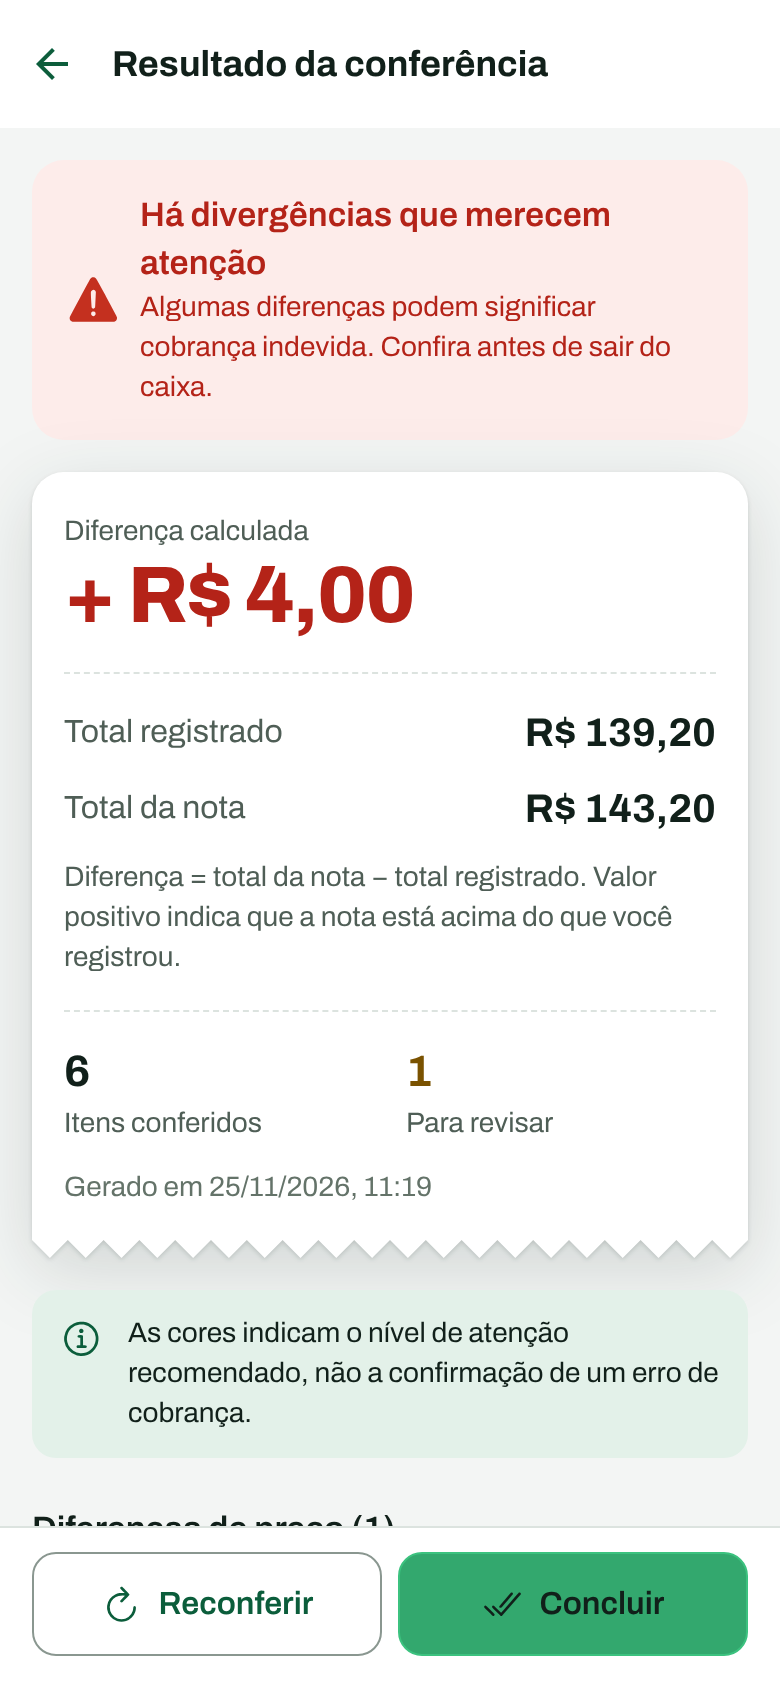 Resultado da conferência
Há divergências que merecem
atenção
Algumas diferenças podem significar
cobrança indevida. Confira antes de sair do
caixa.
Diferença calculada
+ R$ 4,00
Total registrado R$ 139,20
Total da nota R$ 143,20
Diferença = total da nota – total registrado. Valor
positivo indica que a nota está acima do que você
registrou.
6 1
Itens conferidos Para revisar
Gerado em 25/11/2026, 11:19
As cores indicam o nível de atenção
recomendado, não a confirmação de um erro de
cobrança.
Diferenças de preço (1)
Reconferir Concluir